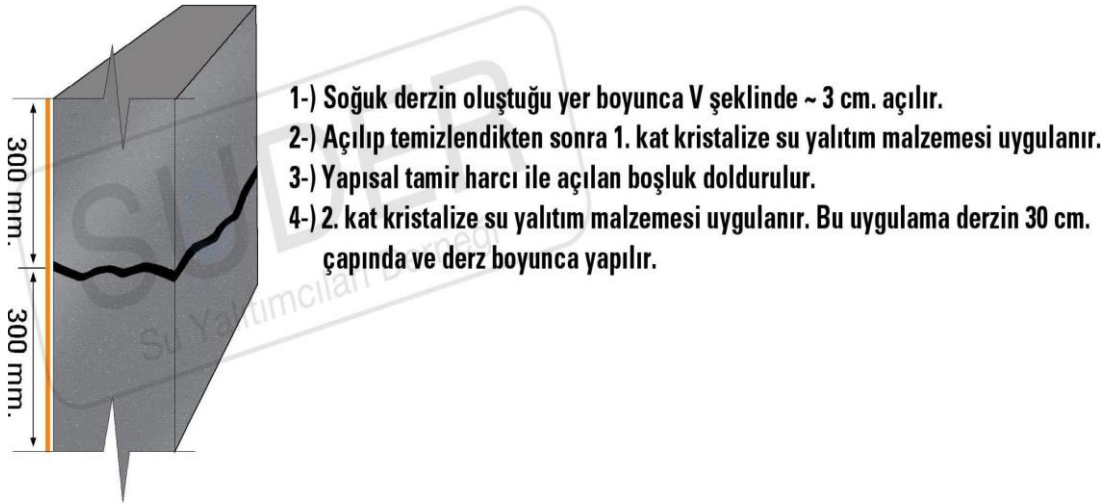 1-) Soğuk derzin oluştuğu yer boyunca V şeklinde ~ 3 cm. açılır.
2-) Açılıp temizlendikten sonra 1. kat kristalize su yalıtım malzemesi uygulanır.
3-) Yapısal tamir harcı ile açılan boşluk doldurulur.
4-) 2. kat kristalize su yalıtım malzemesi uygulanır. Bu uygulama derzin 30 cm.
çapında ve derz boyunca yapılır.
300 mm.
300 mm.
SUDER
Su Yalıtımcıları Derneği